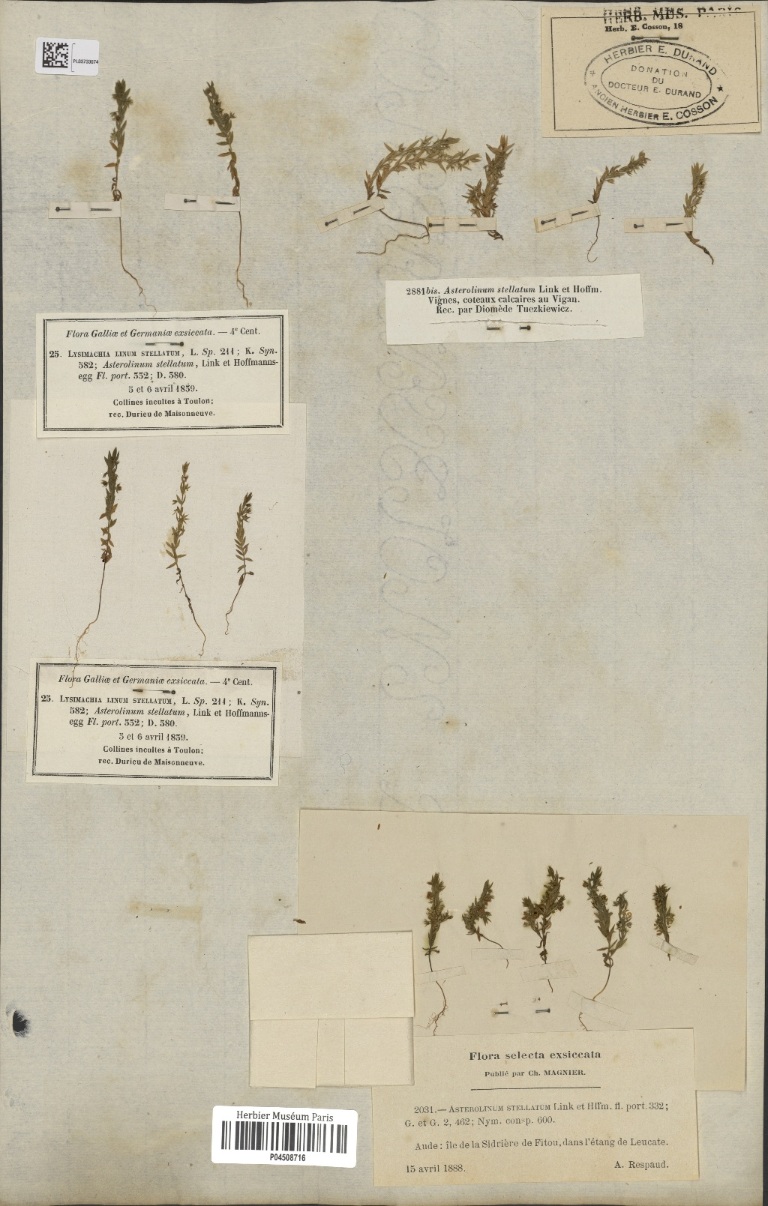 HERB. MUS. PARIS
Herb. E. Cosson, 18
HERBIER E. DURAND
DONATION
DU
DOCTEUR E. DURAND
ANCIEN HERBIER E. COSSON
2881bis. Asterolinum stellatum Link et Hoffm.
Vignes, coteaux calcaires au Vigan.
Rec. par Diomède Tuezkiewicz.
Flora Galliæ et Germaniæ exsiccata. — 4e Cent.
25. LYSIMACHIA LINUM STELLATUM, L. Sp. 211; K. Syn.
582; Asterolinum stellatum, Link et Hoffmanns-
egg Fl. port. 332; D. 380.
5 et 6 avril 1839.
Collines incultes à Toulon;
rec. Durieu de Maisonneuve.
Flora Galliæ et Germaniæ exsiccata. — 4e Cent.
25. LYSIMACHIA LINUM STELLATUM, L. Sp. 211; K. Syn.
582; Asterolinum stellatum, Link et Hoffmanns-
egg Fl. port. 332; D. 380.
5 et 6 avril 1839.
Collines incultes à Toulon;
rec. Durieu de Maisonneuve.
Flora selecta exsiccata
Publié par Ch. MAGNIER.
2031.— ASTEROLINUM STELLATUM Link et Hffm. fl. port. 332;
G. et G. 2, 462; Nym. consp. 600.
Aude: île de la Sidrière de Fitou, dans l'étang de Leucate.
15 avril 1888. A. Respaud.
Herbier Muséum Paris
P04508716